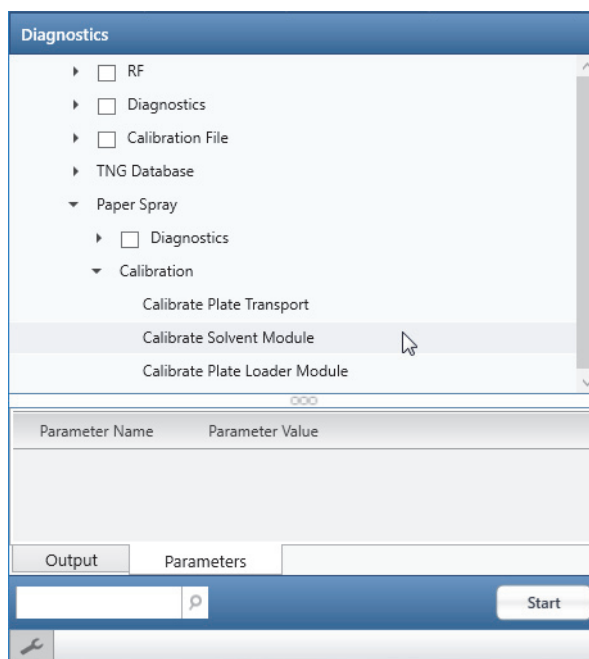 Diagnostics
RF
Diagnostics
Calibration File
TNG Database
Paper Spray
Diagnostics
Calibration
Calibrate Plate Transport
Calibrate Solvent Module
Calibrate Plate Loader Module
Parameter Name Parameter Value
Output Parameters
Start